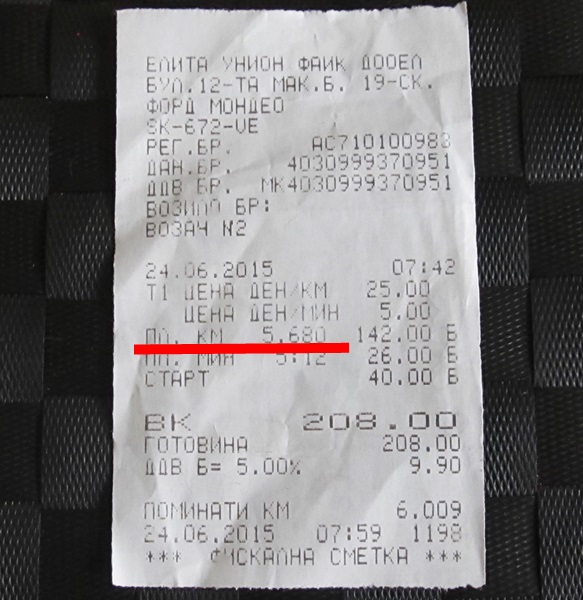 ЕЛИТА УНИОН ФАИК ДООЕЛ
БУЛ.12-ТА МАК.Б. 19-СК.
ФОРД МОНДЕО
SK-672-VE
РЕГ.БР. AC710100983
ДАН.БР. 4030999370951
ДДВ БР. МК4030999370951
ВОЗИЛО БР:
ВОЗАЧ N2
24.06.2015 07:42
Т1 ЦЕНА ДЕН/КМ 25.00
ЦЕНА ДЕН/МИН 5.00
ПЛ. КМ 5.680 142.00 Б
ПЛ. МИН 5:12 26.00 Б
СТАРТ 40.00 Б
ВК 208.00
ГОТОВИНА 208.00
ДДВ Б= 5.00% 9.90
ПОМИНАТИ КМ 6.009
24.06.2015 07:59 1198
*** ФИСКАЛНА СМЕТКА ***